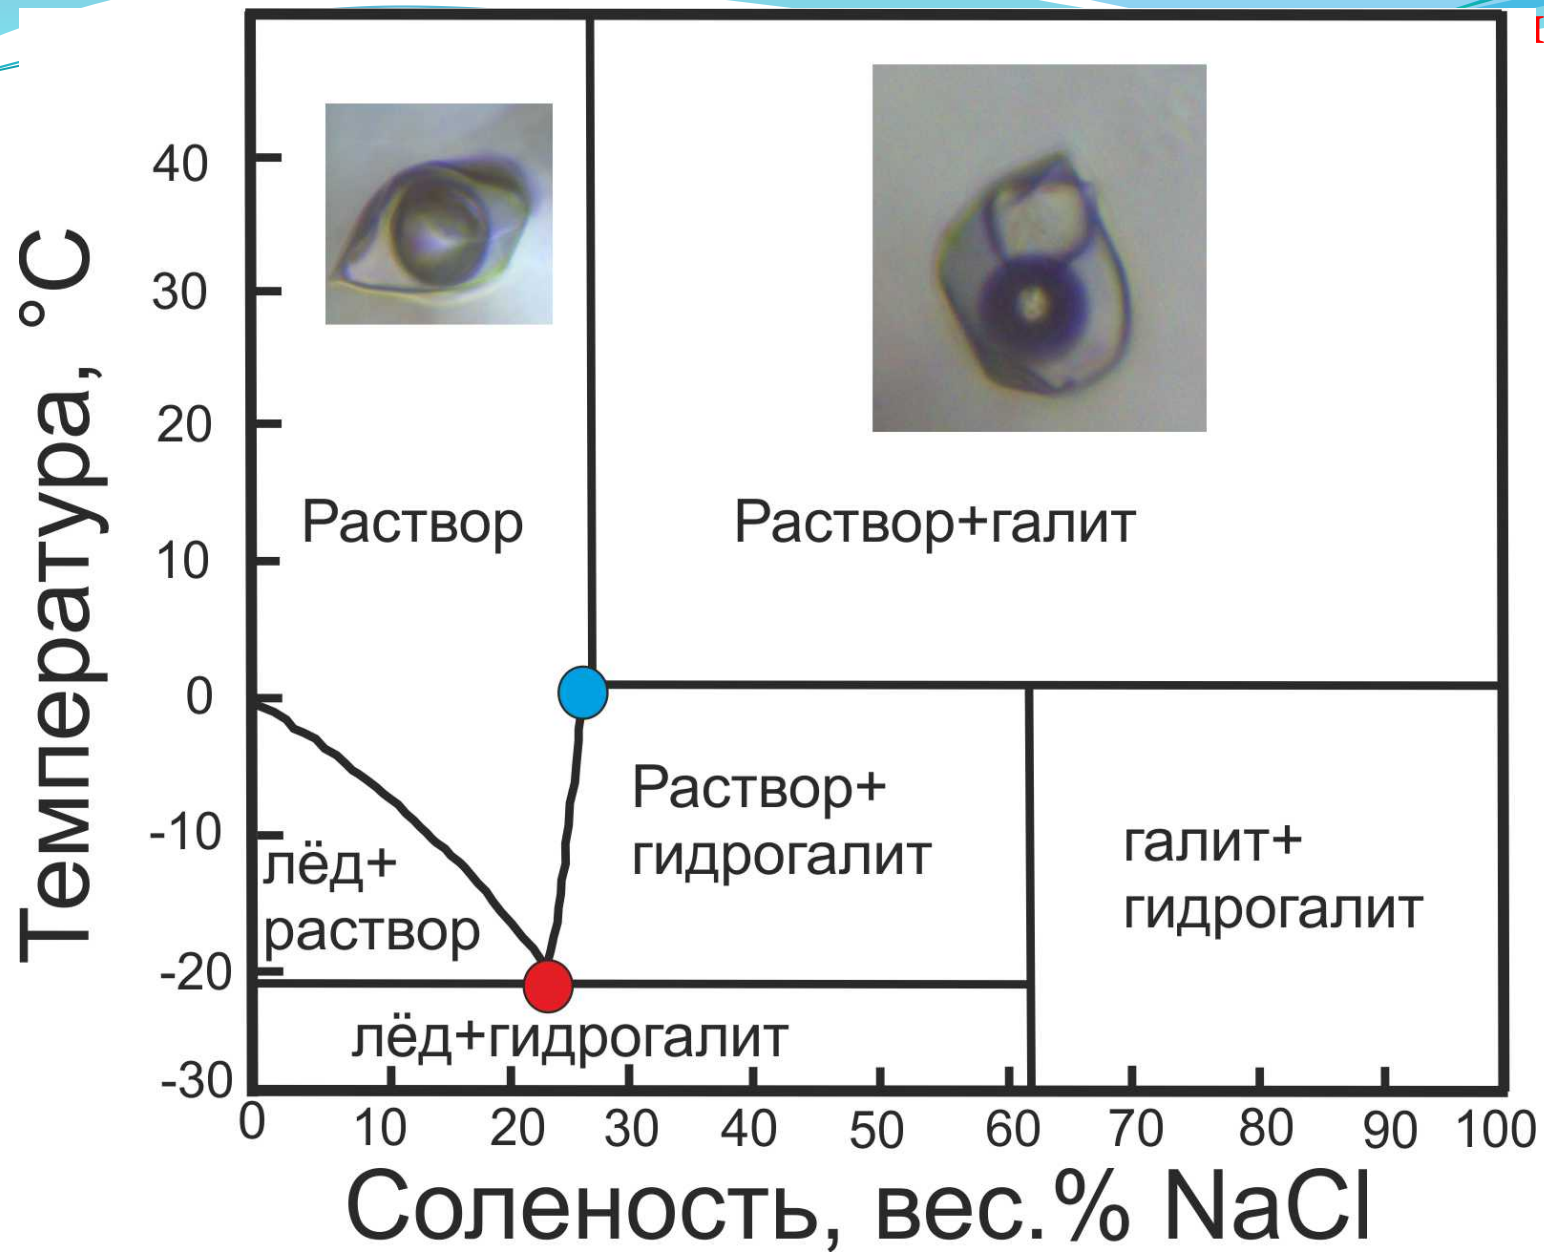 [
Температура, °C
40
30
20
10
0
-10
-20
-30
Раствор
Раствор+галит
Раствор+
гидрогалит
галит+
гидрогалит
лёд+
раствор
лёд+гидрогалит
0 10 20 30 40 50 60 70 80 90 100
Соленость, вес.% NaCl